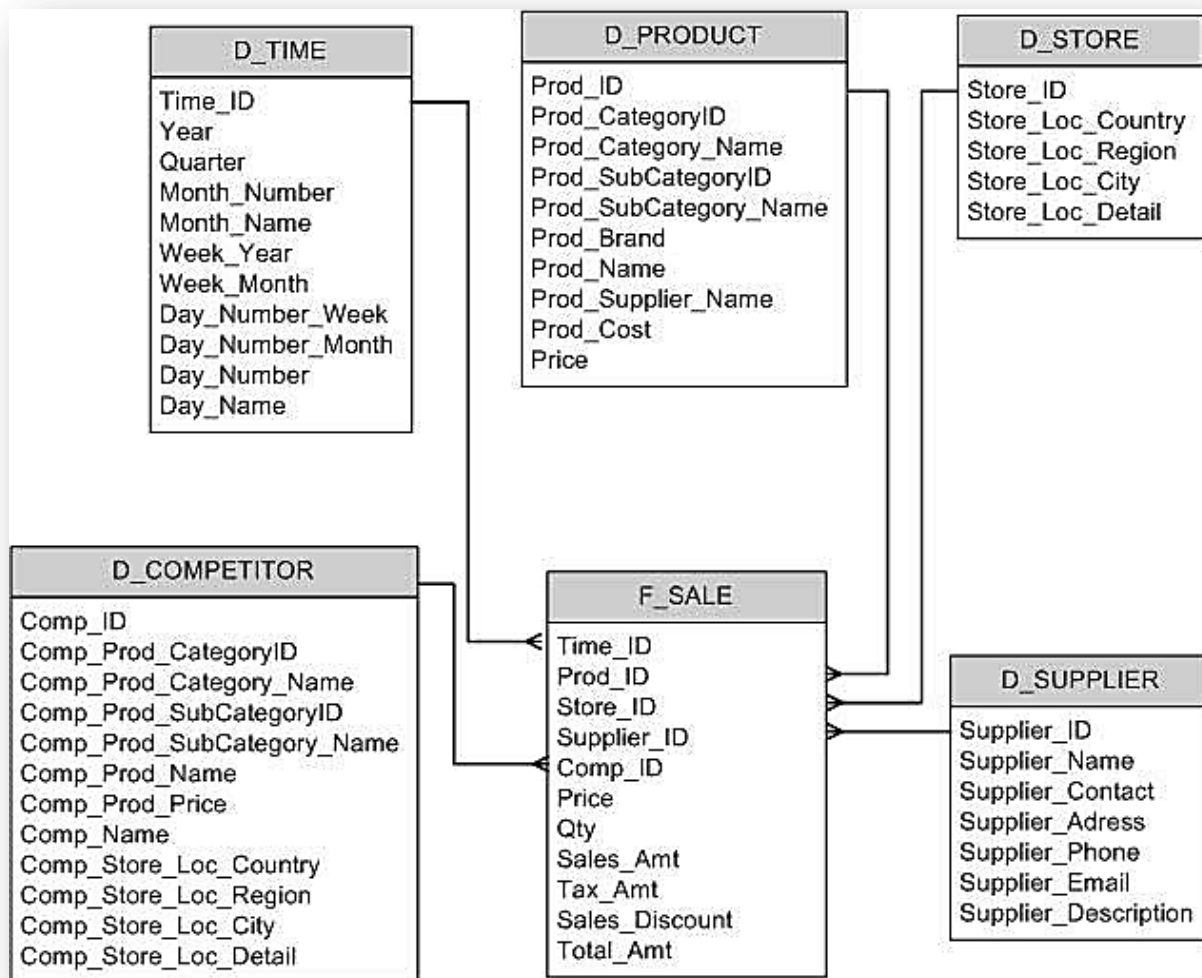 D_TIME
Time_ID
Year
Quarter
Month_Number
Month_Name
Week_Year
Week_Month
Day_Number_Week
Day_Number_Month
Day_Number
Day_Name
D_PRODUCT
Prod_ID
Prod_CategoryID
Prod_Category_Name
Prod_SubCategoryID
Prod_SubCategory_Name
Prod_Brand
Prod_Name
Prod_Supplier_Name
Prod_Cost
Price
D_STORE
Store_ID
Store_Loc_Country
Store_Loc_Region
Store_Loc_City
Store_Loc_Detail
D_COMPETITOR
Comp_ID
Comp_Prod_CategoryID
Comp_Prod_Category_Name
Comp_Prod_SubCategoryID
Comp_Prod_SubCategory_Name
Comp_Prod_Name
Comp_Prod_Price
Comp_Name
Comp_Store_Loc_Country
Comp_Store_Loc_Region
Comp_Store_Loc_City
Comp_Store_Loc_Detail
F_SALE
Time_ID
Prod_ID
Store_ID
Supplier_ID
Comp_ID
Price
Qty
Sales_Amt
Tax_Amt
Sales_Discount
Total_Amt
D_SUPPLIER
Supplier_ID
Supplier_Name
Supplier_Contact
Supplier_Adress
Supplier_Phone
Supplier_Email
Supplier_Description